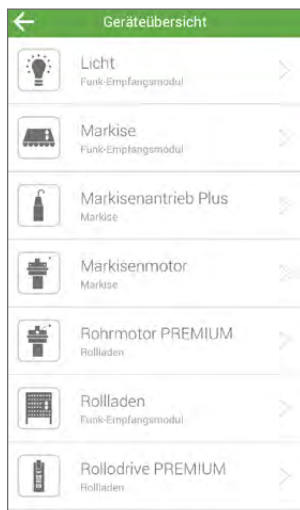 Geräteübersicht
Licht
Funk-Empfangsmodul
Markise
Funk-Empfangsmodul
Markisenantrieb Plus
Markise
Markisenmotor
Markise
Rohrmotor PREMIUM
Rollladen
Rollladen
Funk-Empfangsmodul
Rollodrive PREMIUM
Rollladen